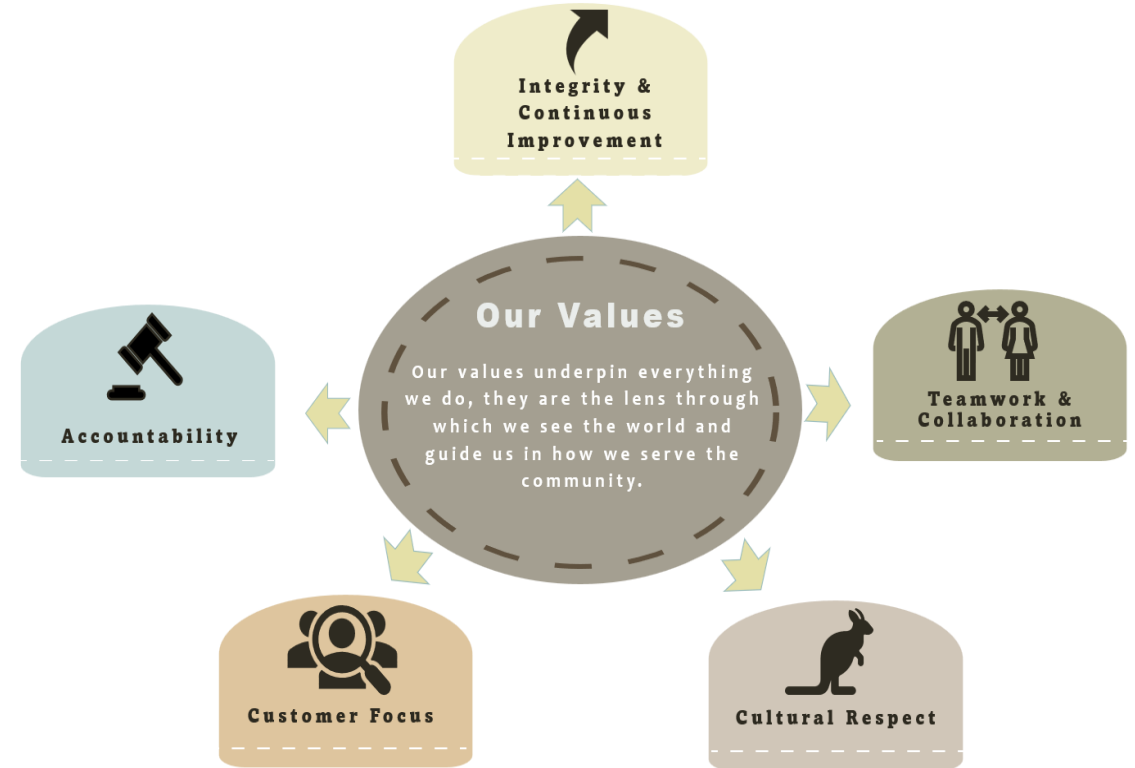 Integrity &
Continuous
Improvement
Our Values
Our values underpin everything
we do, they are the lens through
which we see the world and
guide us in how we serve the
community.
Accountability
Teamwork &
Collaboration
Customer Focus
Cultural Respect